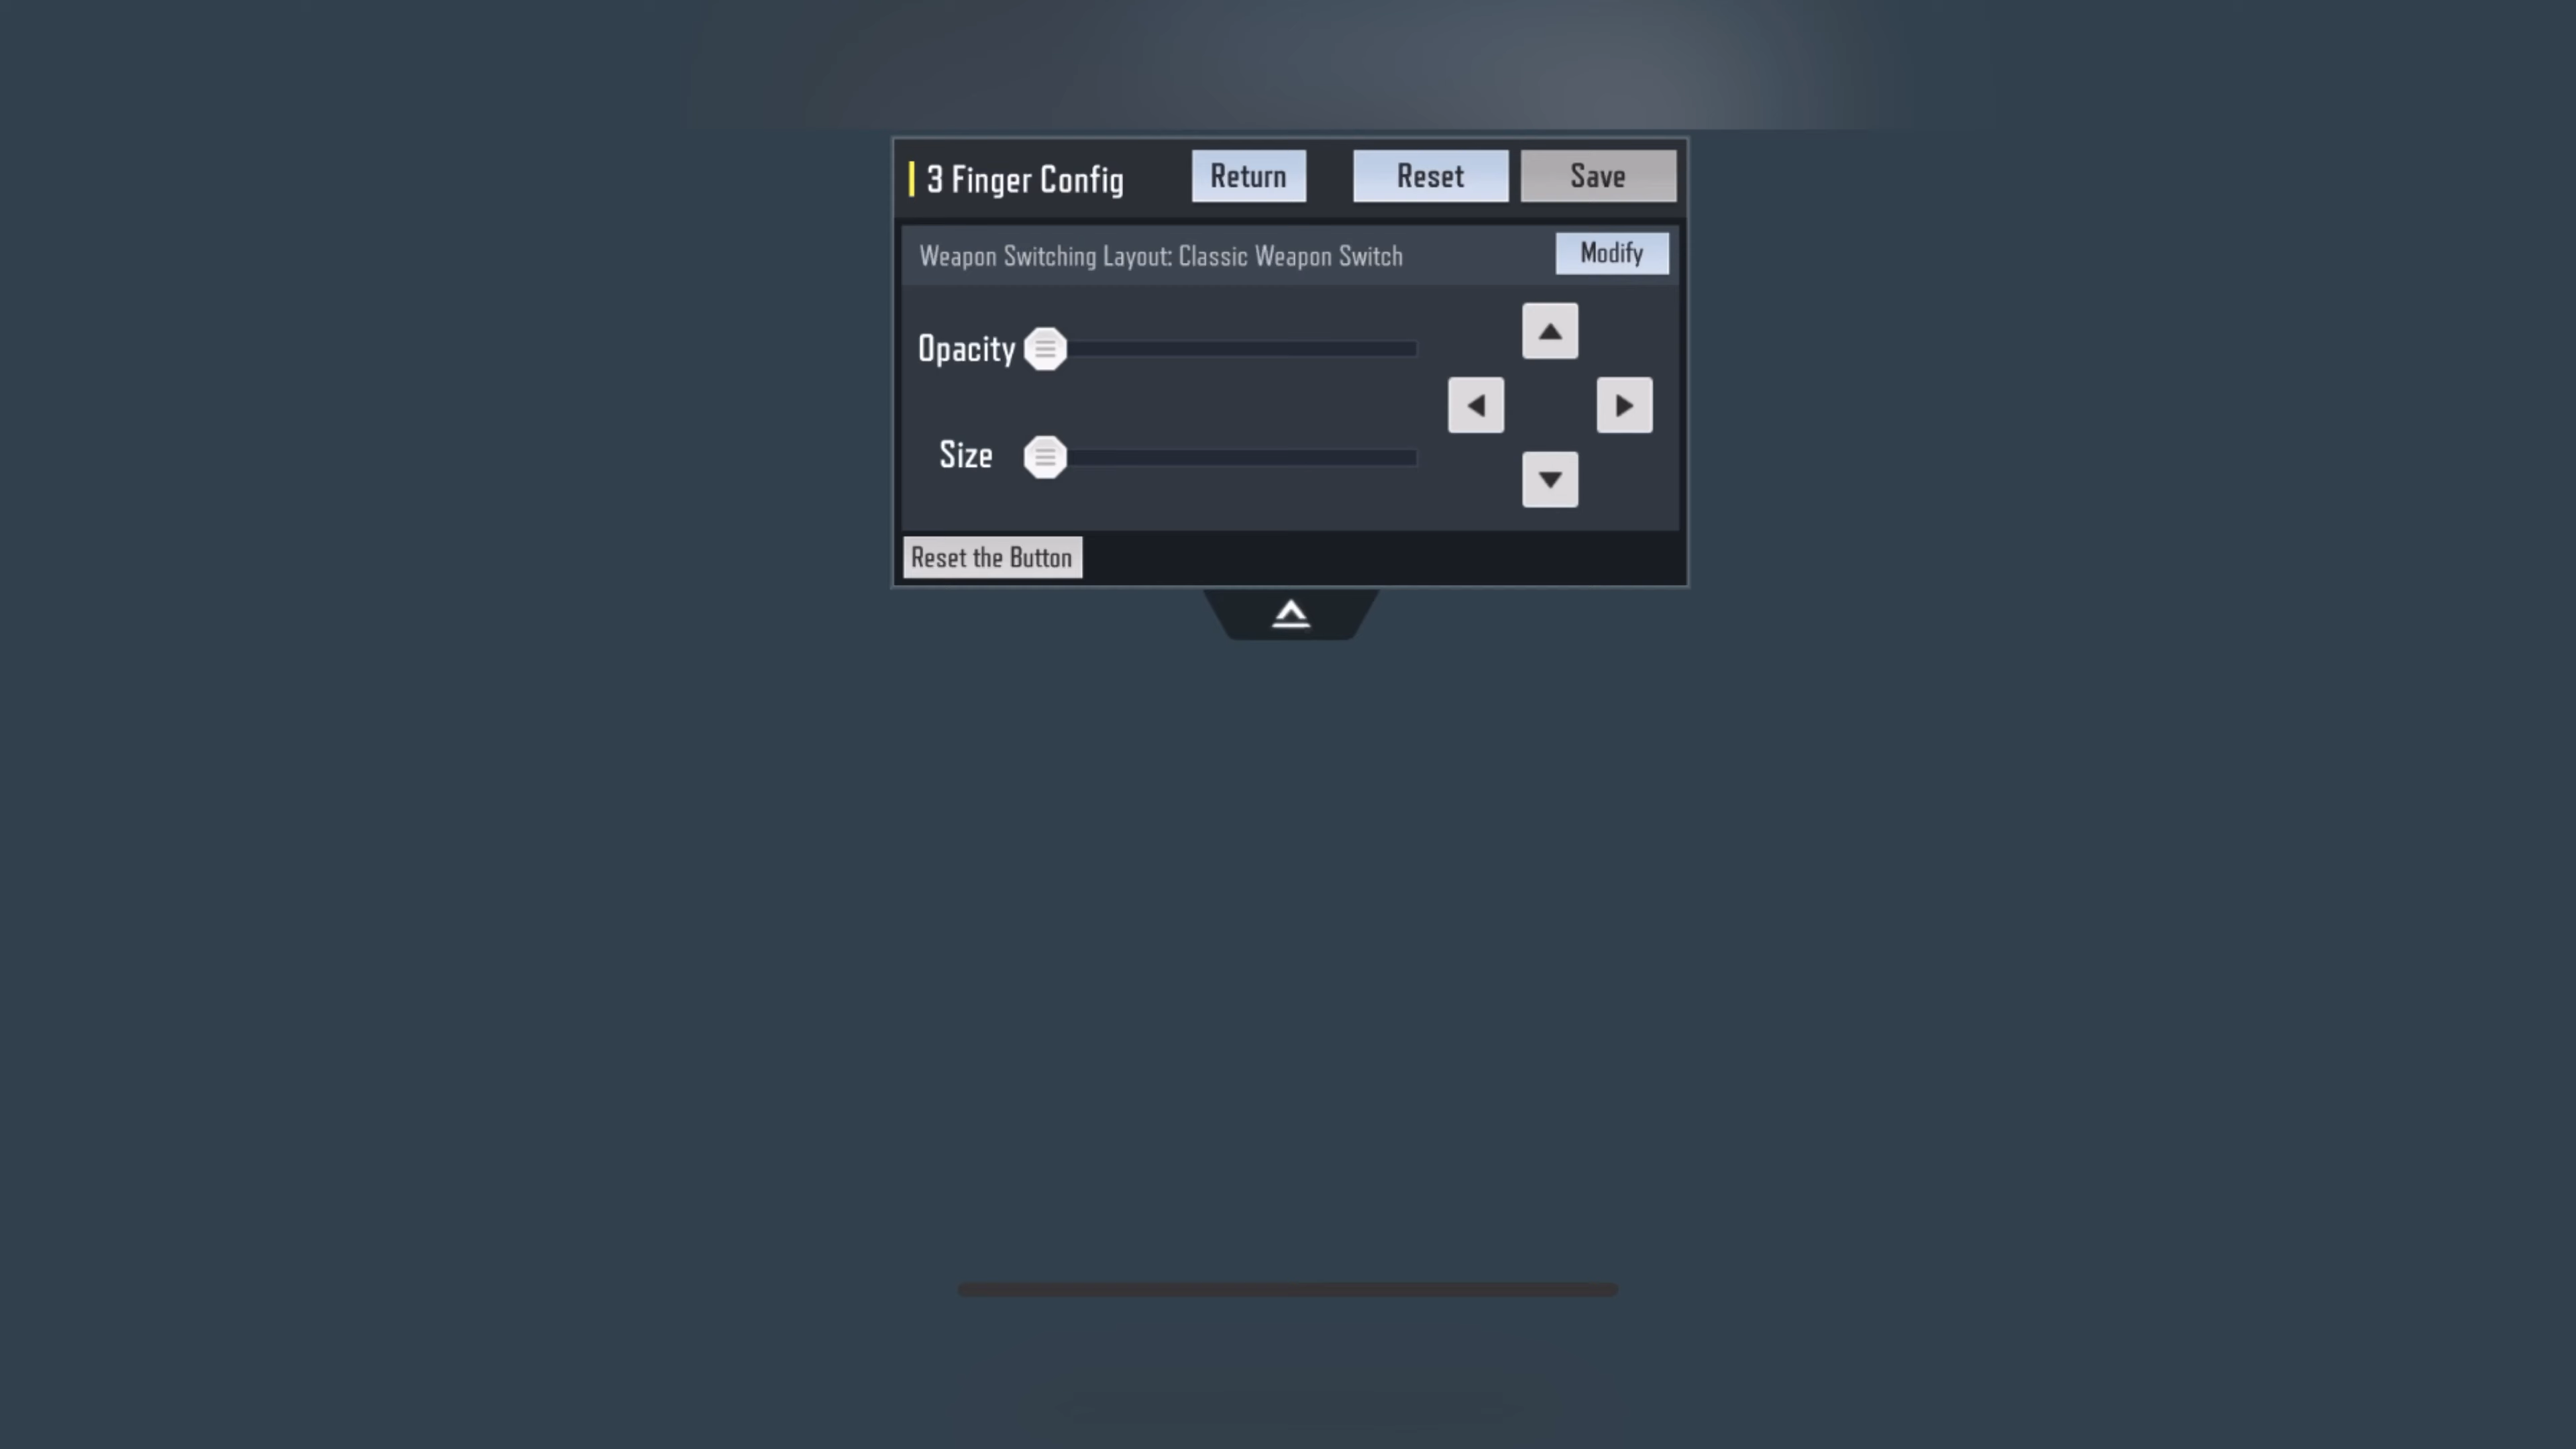 3 Finger Config
Return
Reset
Save
Weapon Switching Layout: Classic Weapon Switch
Modify
Opacity
Size
Reset the Button